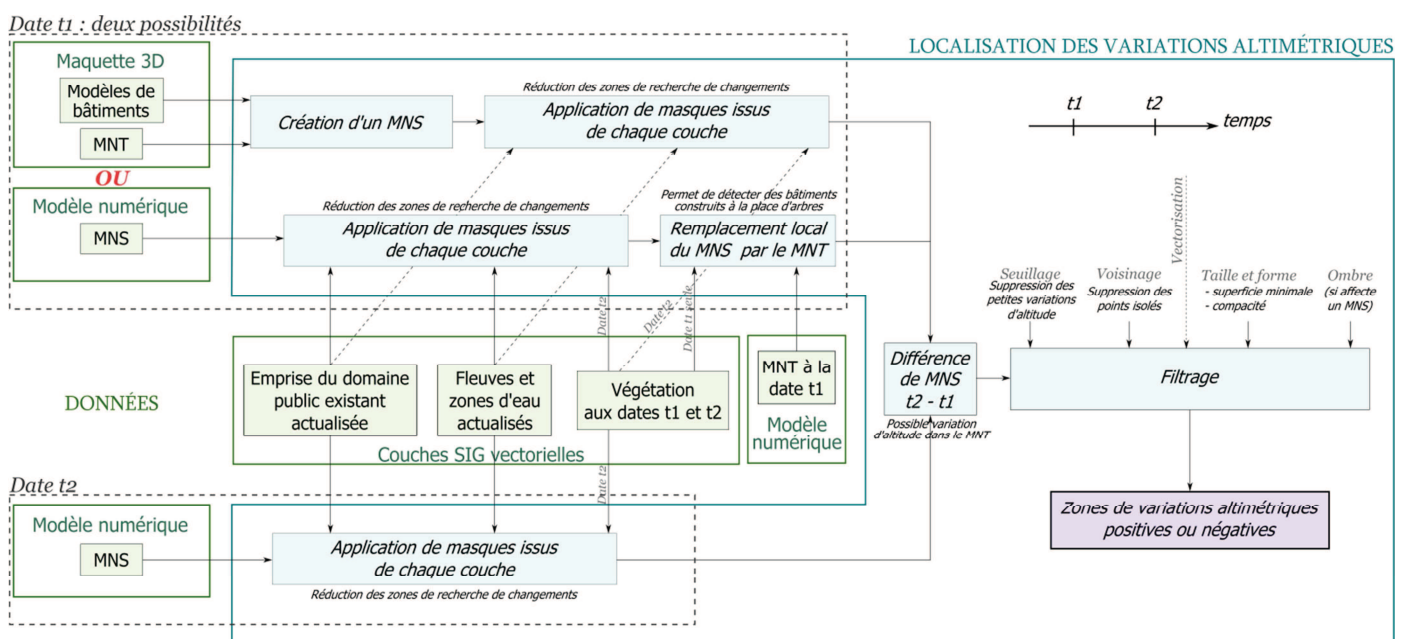 Date t1 : deux possibilités
LOCALISATION DES VARIATIONS ALTIMÉTRIQUES
Maquette 3D
Modèles de
bâtiments
MNT
OU
Modèle numérique
MNS
Création d'un MNS
Réduction des zones de recherche de changements
Application de masques issus
de chaque couche
Réduction des zones de recherche de changements
Application de masques issus
de chaque couche
Permet de détecter des bâtiments
construits à la place d'arbres
Remplacement local
du MNS par le MNT
t1
t2
temps
Vectorisation
Seuillage
Suppression des
petites variations
d'altitude
Voisinage
Suppression des
points isolés
Taille et forme
- superficie minimale
- compacité
Ombre
(si affecte
un MNS)
Date t2
Date t2
Date t1 seule
DONNÉES
Emprise du domaine
public existant
actualisée
Fleuves et
zones d'eau
actualisés
Végétation
aux dates t1 et t2
Couches SIG vectorielles
MNT à la
date t1
Modèle
numérique
Différence
de MNS
t2 - t1
Possible variation
d'altitude dans le MNT
Filtrage
Zones de variations altimétriques
positives ou négatives
Date t2
Date t2
Modèle numérique
MNS
Application de masques issus
de chaque couche
Réduction des zones de recherche de changements